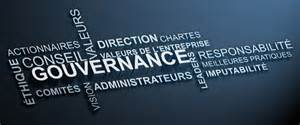 ACTIONNAIRES
CONSEIL
VALEURS
DIRECTION
CHARTES
VALEURS DE L'ENTREPRISE
GOUVERNANCE
RESPONSABILITÉ
MEILLEURES PRATIQUES
IMPUTABILITÉ
LEADERS
ÉTHIQUE
COMITÉS
VISION
ADMINISTRATEURS